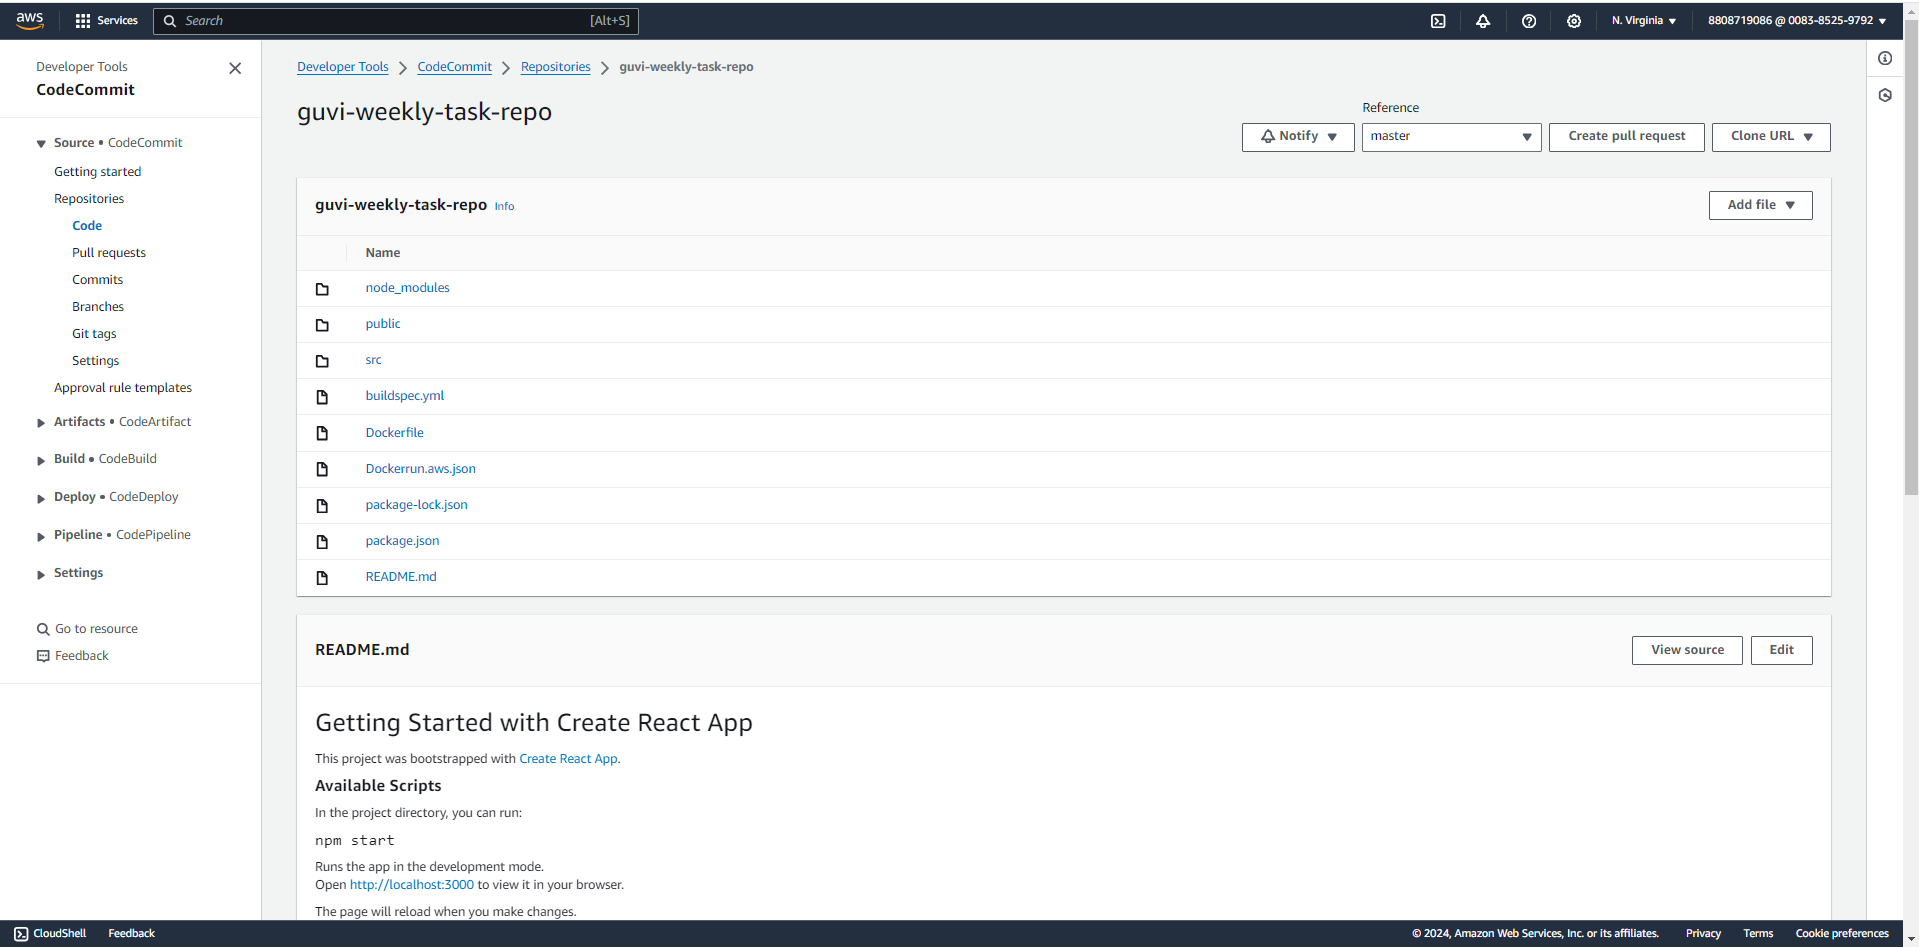 aws
Services
Search
[Alt+S]
N. Virginia
8808719086 @ 0083-8525-9792
Developer Tools
CodeCommit
Source • CodeCommit
Getting started
Repositories
Code
Pull requests
Commits
Branches
Git tags
Settings
Approval rule templates
Artifacts • CodeArtifact
Build • CodeBuild
Deploy • CodeDeploy
Pipeline • CodePipeline
Settings
Go to resource
Feedback
Developer Tools > CodeCommit > Repositories > guvi-weekly-task-repo
guvi-weekly-task-repo
Reference
Notify
master
Create pull request
Clone URL
guvi-weekly-task-repo Info
Add file
Name
node_modules
public
src
buildspec.yml
Dockerfile
Dockerrun.aws.json
package-lock.json
package.json
README.md
README.md
View source
Edit
Getting Started with Create React App
This project was bootstrapped with Create React App.
Available Scripts
In the project directory, you can run:
npm start
Runs the app in the development mode.
Open http://localhost:3000 to view it in your browser.
The page will reload when you make changes.
CloudShell
Feedback
© 2024, Amazon Web Services, Inc. or its affiliates.
Privacy
Terms
Cookie preferences